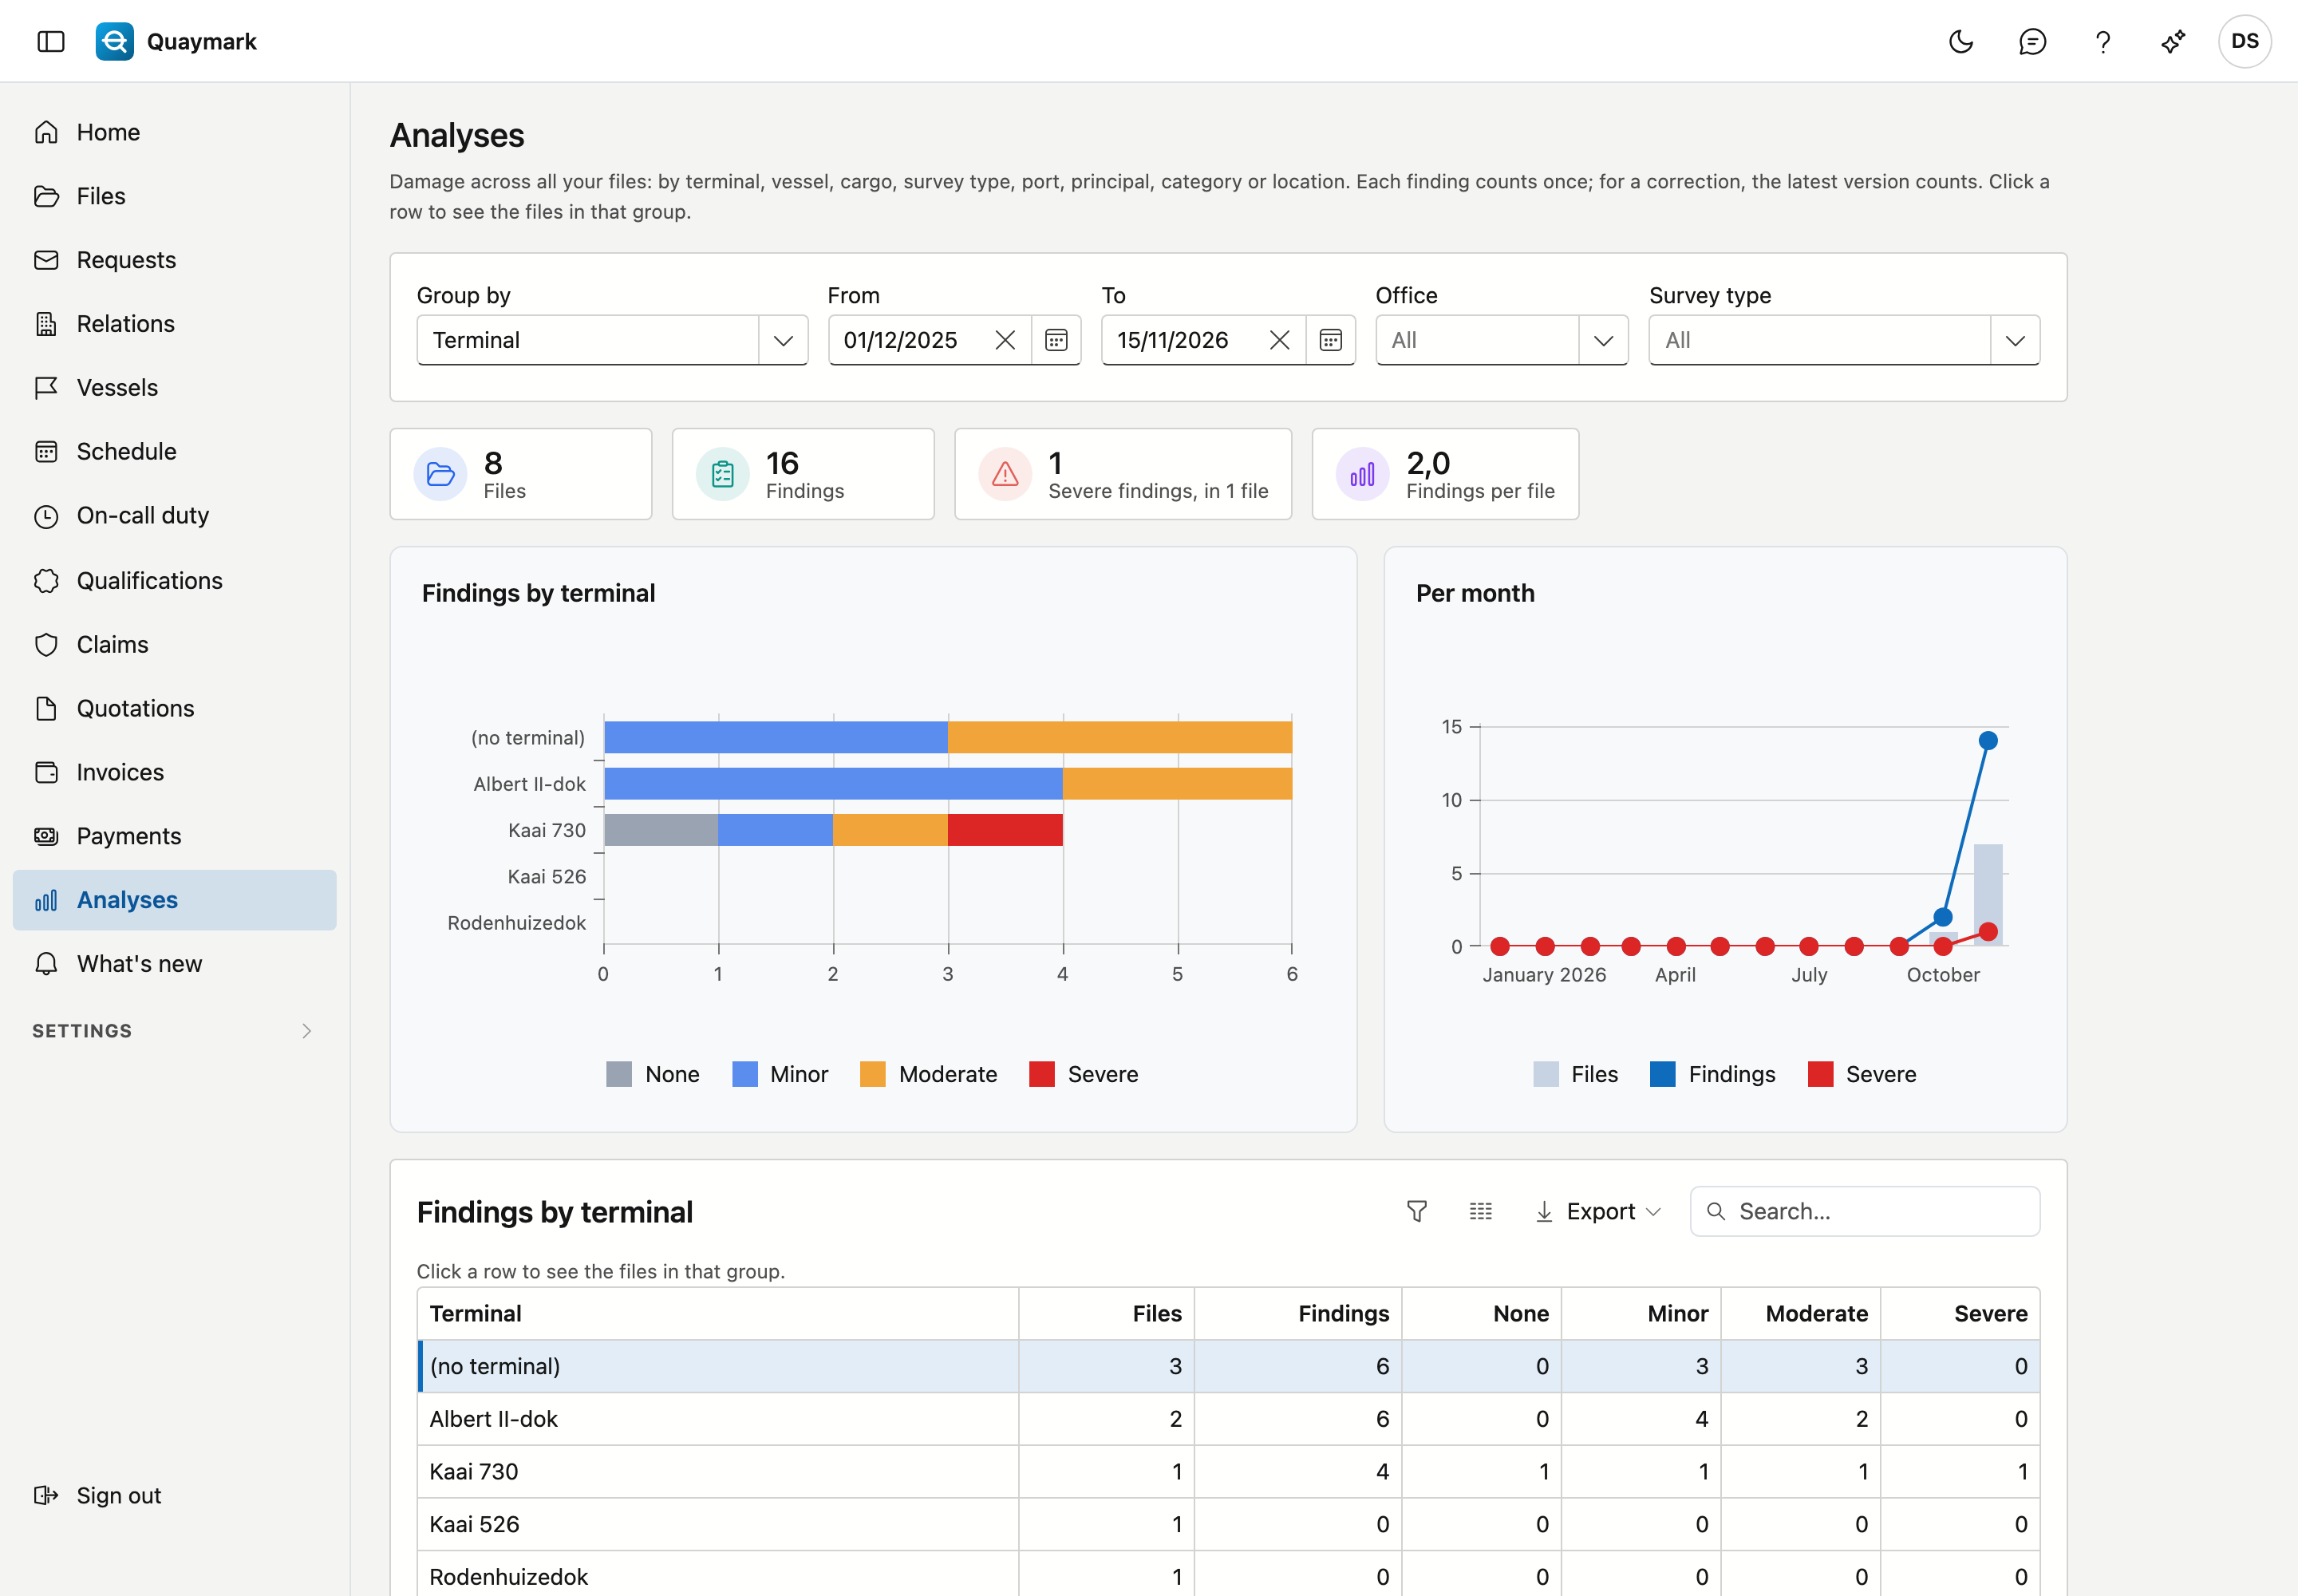 Quaymark
DS
Home
Files
Requests
Relations
Vessels
Schedule
On-call duty
Qualifications
Claims
Quotations
Invoices
Payments
Analyses
What's new
SETTINGS
Sign out
Analyses
Damage across all your files: by terminal, vessel, cargo, survey type, port, principal, category or location. Each finding counts once; for a correction, the latest version counts. Click a
row to see the files in that group.
Group by From To Office Survey type
Terminal 01/12/2025 15/11/2026 All All
8
Files
16
Findings
1
Severe findings, in 1 file
2,0
Findings per file
Findings by terminal
(no terminal)
Albert II-dok
Kaai 730
Kaai 526
Rodenhuizedok
0 1 2 3 4 5 6
None Minor Moderate Severe
Per month
15
10
5
0
January 2026 April July October
Files Findings Severe
Findings by terminal
Export
Search...
Click a row to see the files in that group.
Terminal Files Findings None Minor Moderate Severe
(no terminal) 3 6 0 3 3 0
Albert II-dok 2 6 0 4 2 0
Kaai 730 1 4 1 1 1 1
Kaai 526 1 0 0 0 0 0
Rodenhuizedok 1 0 0 0 0 0